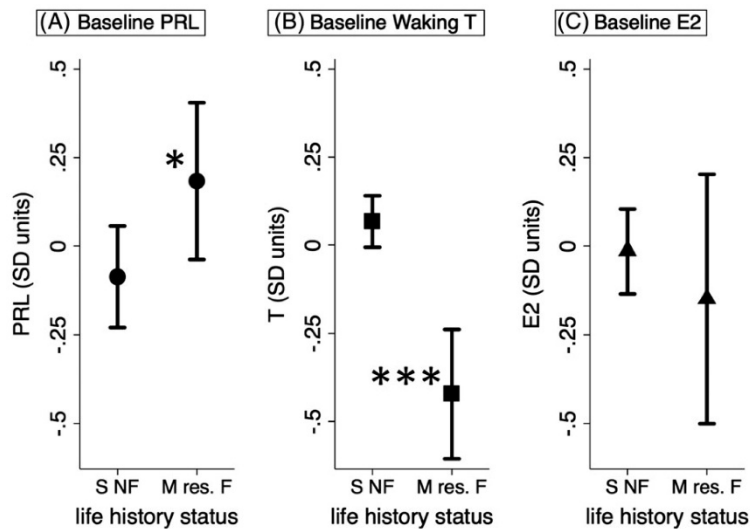 (A) Baseline PRL
.5
.25
0
-.25
-.5
PRL (SD units)
*
S NF M res. F
life history status
(B) Baseline Waking T
.5
.25
0
-.25
-.5
T (SD units)
***
S NF M res. F
life history status
(C) Baseline E2
.5
.25
0
-.25
-.5
E2 (SD units)
S NF M res. F
life history status